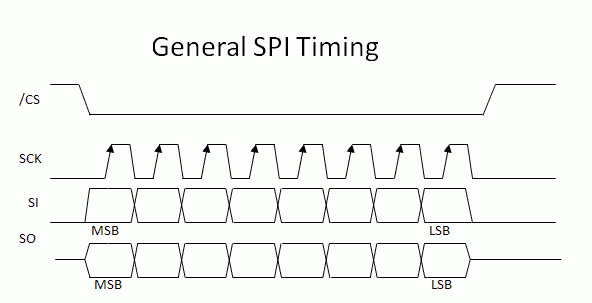 General SPI Timing
/CS
SCK
SI
MSB LSB
SO
MSB LSB